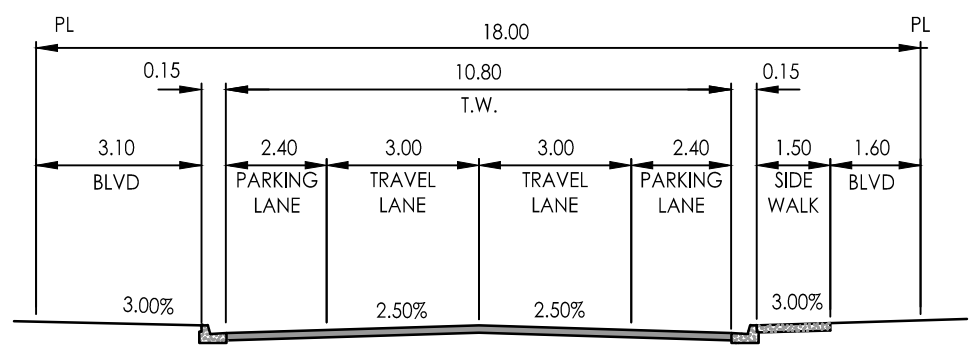 PL PL
18.00
0.15 10.80 0.15
T.W.
3.10 2.40 3.00 3.00 2.40 1.50 1.60
BLVD PARKING TRAVEL TRAVEL PARKING SIDE BLVD
LANE LANE LANE LANE WALK
3.00% 2.50% 2.50% 3.00%